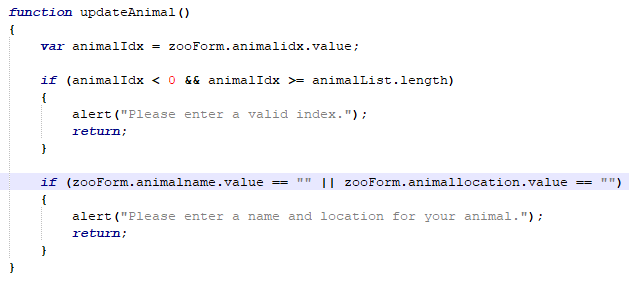 function updateAnimal()
{
    var animalIdx = zooForm.animalidx.value;

    if (animalIdx < 0 && animalIdx >= animalList.length)
    {
        alert("Please enter a valid index.");
        return;
    }

    if (zooForm.animalname.value == "" || zooForm.animallocation.value == "")
    {
        alert("Please enter a name and location for your animal.");
        return;
    }
}